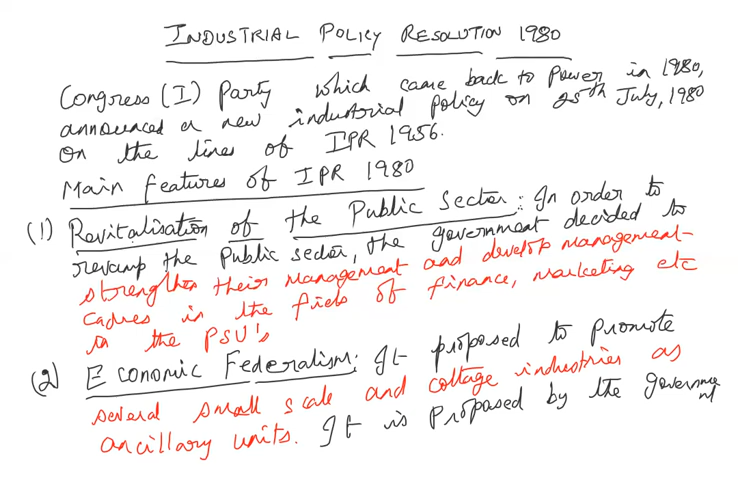 INDUSTRIAL POLICY RESOLUTION 1980
Congress (I) Party which came back to power in 1980,
announced a new industrial policy on 25th July, 1980
on the lines of IPR 1956.
Main features of IPR 1980
(1) Revitalisation of the Public Sector: In order to
revamp the public sector, the government decided to
strengthen their management and develop management
cadres in the fields of finance, marketing etc
in the PSU's
(2) Economic Federalism: It proposed to promote
several small scale and cottage industries as
ancillary units. It is proposed by the government